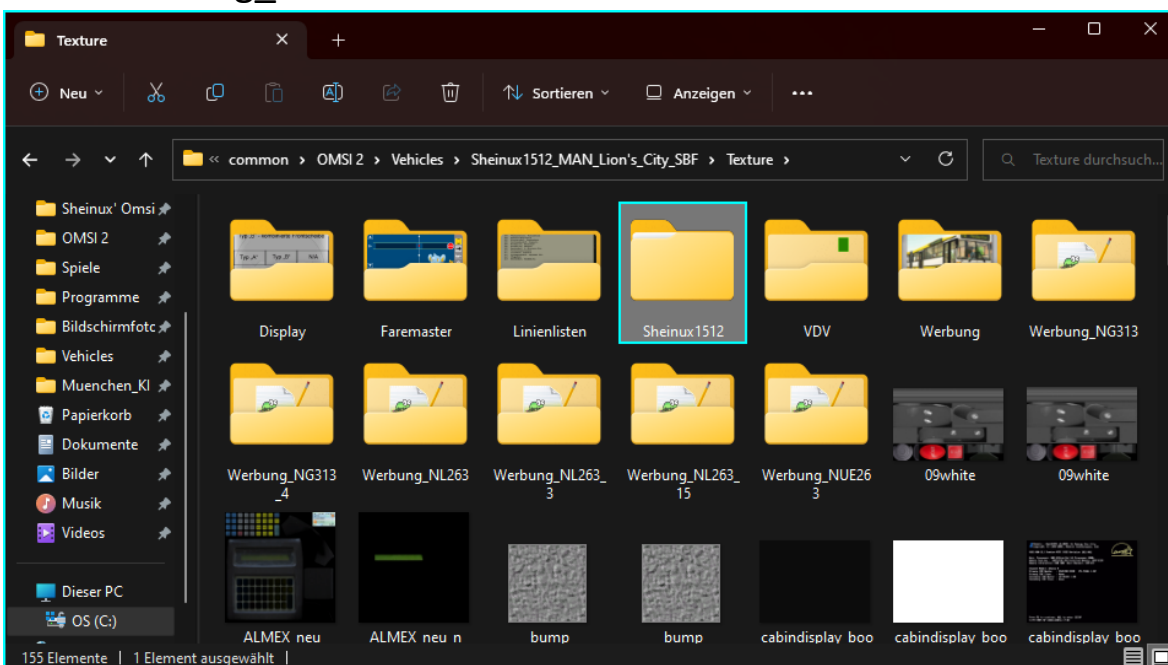 Texture
Neu
Sortieren
Anzeigen
« common > OMSI 2 > Vehicles > Sheinux1512_MAN_Lion's_City_SBF > Texture >
Texture durchsuch...
Sheinux' Omsi
OMSI 2
Spiele
Programme
Bildschirmfoto
Vehicles
Muenchen_Kl
Papierkorb
Dokumente
Bilder
Musik
Videos
Dieser PC
OS (C:)
Display
Faremaster
Linienlisten
Sheinux1512
VDV
Werbung
Werbung_NG313
Werbung_NG313
_4
Werbung_NL263
Werbung_NL263_
3
Werbung_NL263_
15
Werbung_NUE26
3
09white
09white
ALMEX neu
ALMEX neu n
bump
bump
cabindisplay boo
cabindisplay boo
cabindisplay boo
155 Elemente | 1 Element ausgewählt |